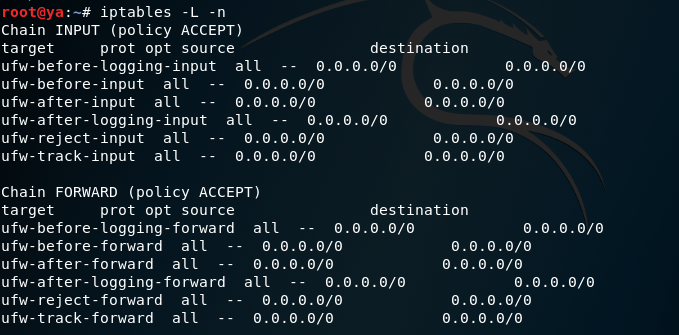 root@ya:~# iptables -L -n
Chain INPUT (policy ACCEPT)
target     prot opt source               destination
ufw-before-logging-input  all  --  0.0.0.0/0            0.0.0.0/0
ufw-before-input  all  --  0.0.0.0/0            0.0.0.0/0
ufw-after-input  all  --  0.0.0.0/0            0.0.0.0/0
ufw-after-logging-input  all  --  0.0.0.0/0            0.0.0.0/0
ufw-reject-input  all  --  0.0.0.0/0            0.0.0.0/0
ufw-track-input  all  --  0.0.0.0/0            0.0.0.0/0
Chain FORWARD (policy ACCEPT)
target     prot opt source               destination
ufw-before-logging-forward  all  --  0.0.0.0/0            0.0.0.0/0
ufw-before-forward  all  --  0.0.0.0/0            0.0.0.0/0
ufw-after-forward  all  --  0.0.0.0/0            0.0.0.0/0
ufw-after-logging-forward  all  --  0.0.0.0/0            0.0.0.0/0
ufw-reject-forward  all  --  0.0.0.0/0            0.0.0.0/0
ufw-track-forward  all  --  0.0.0.0/0            0.0.0.0/0